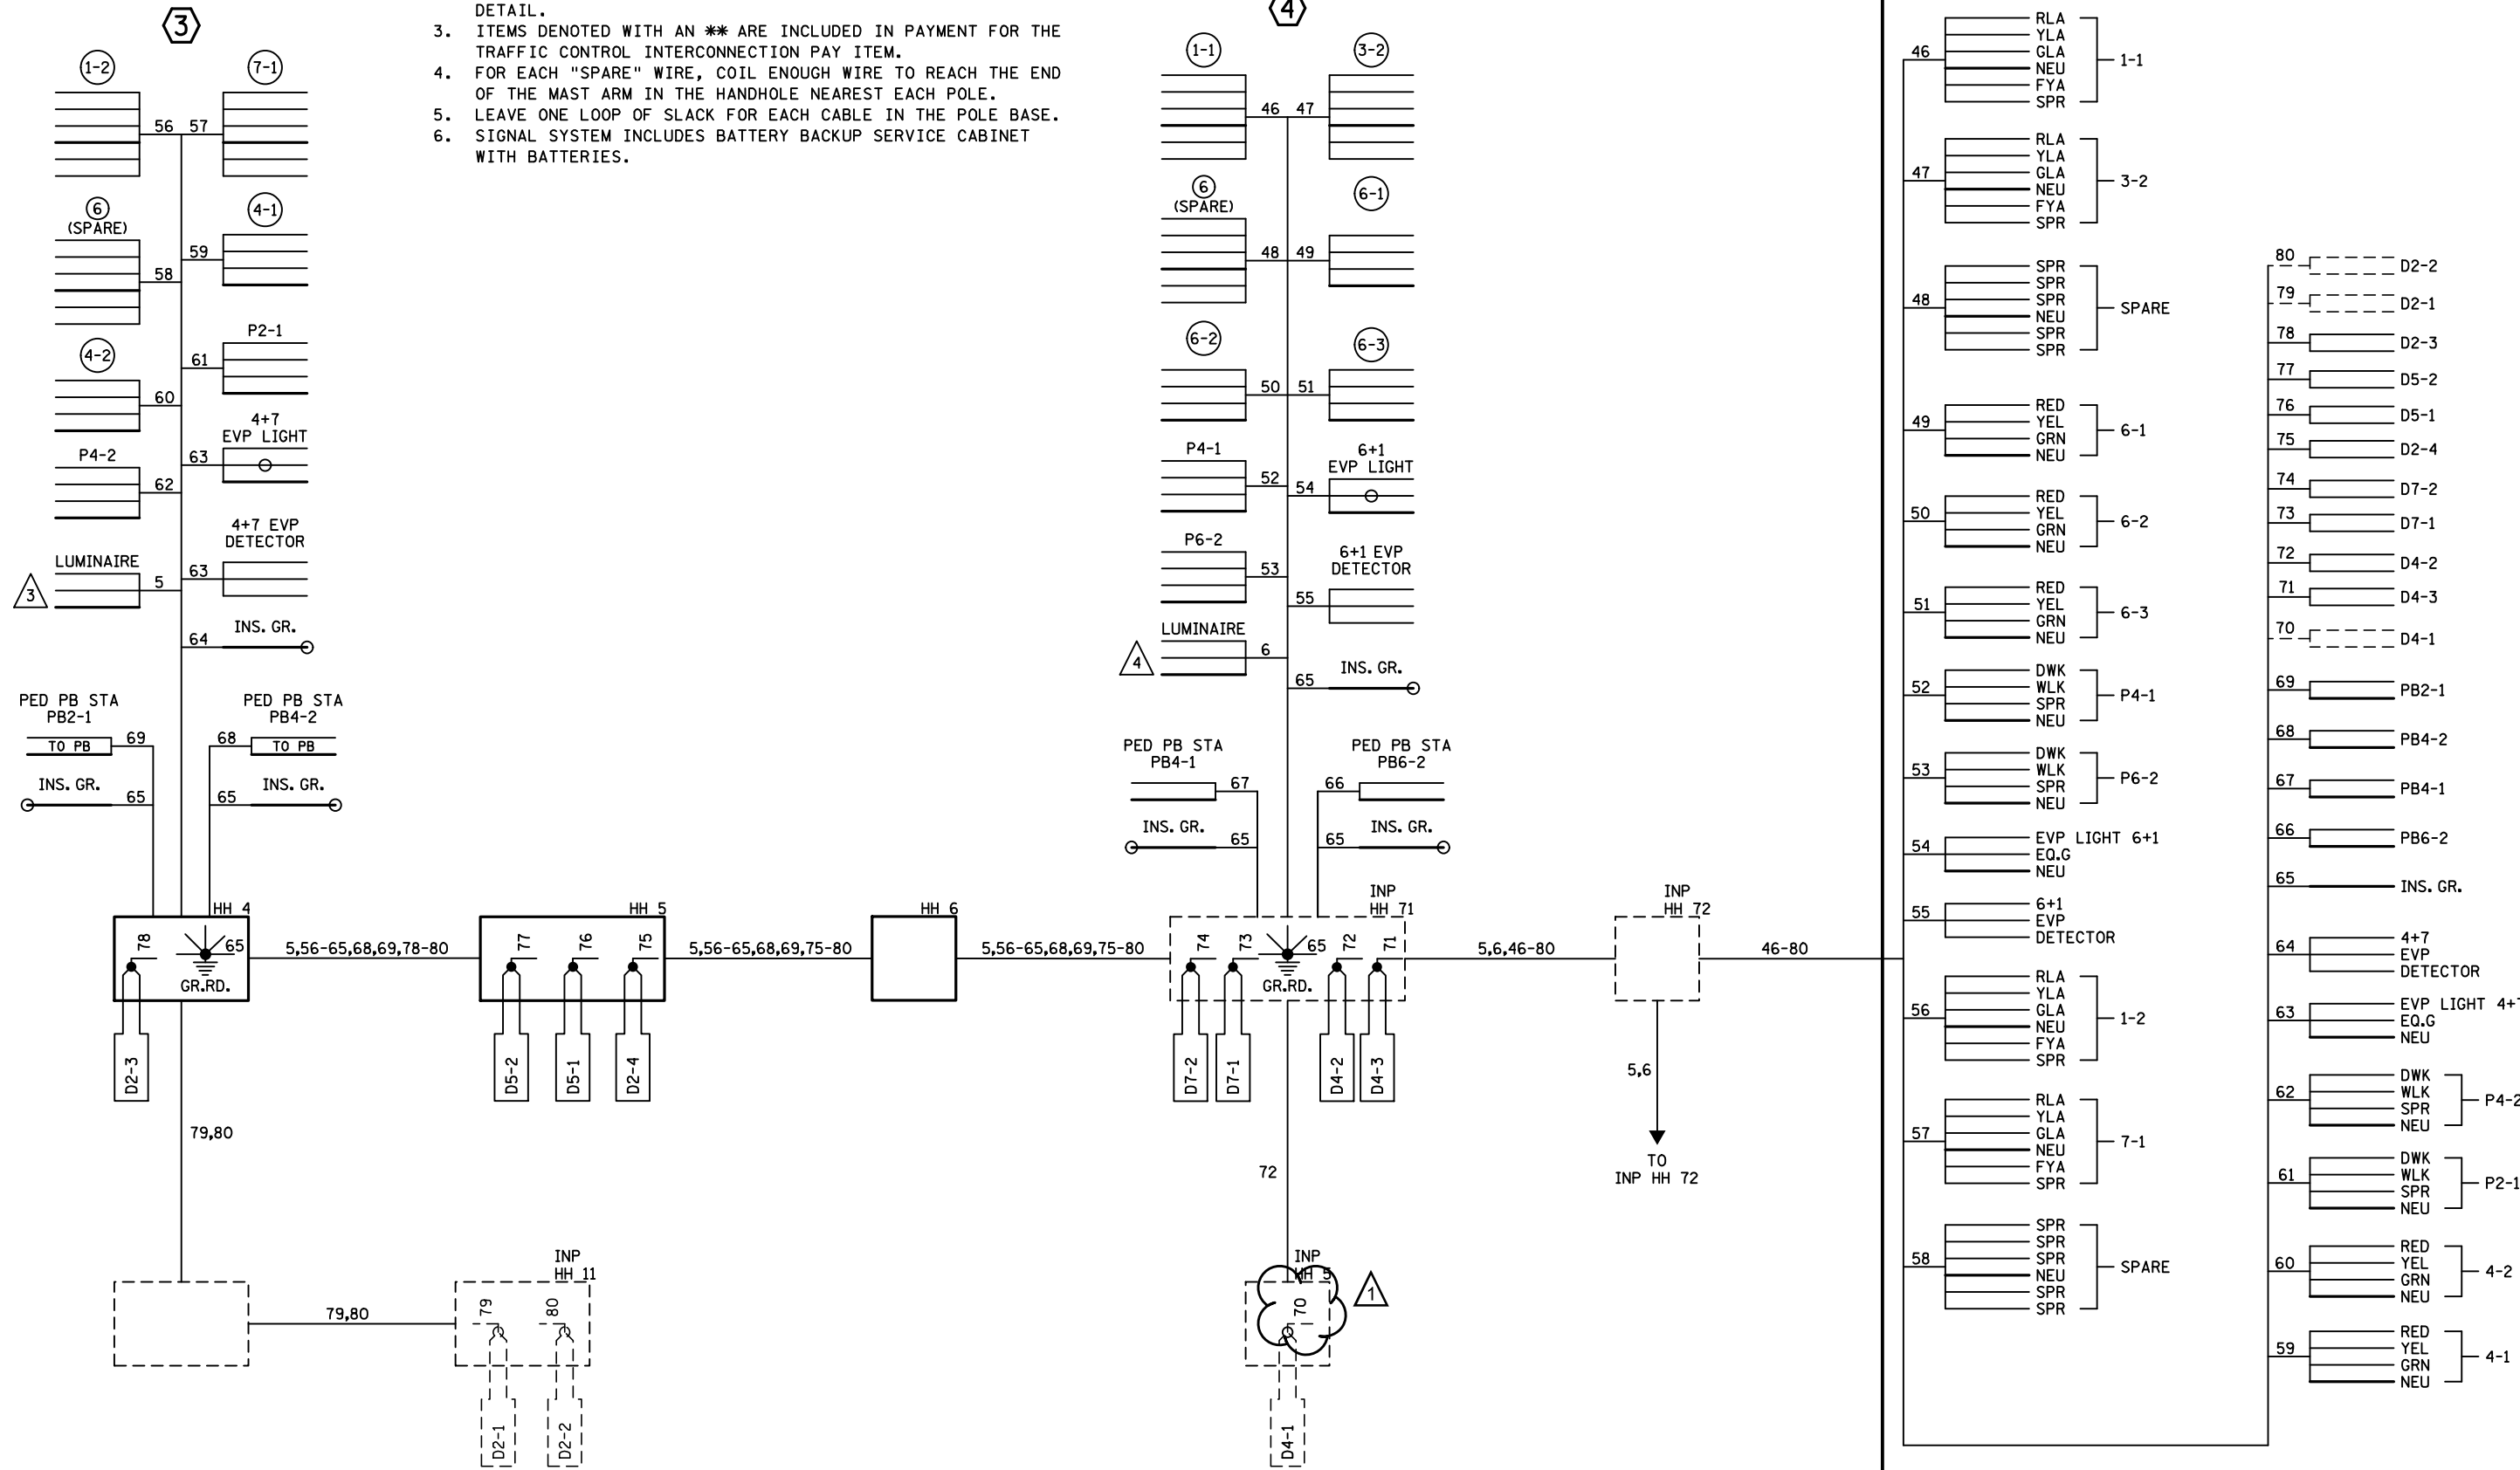 3
DETAIL.
3. ITEMS DENOTED WITH AN ** ARE INCLUDED IN PAYMENT FOR THE
TRAFFIC CONTROL INTERCONNECTION PAY ITEM.
4. FOR EACH "SPARE" WIRE, COIL ENOUGH WIRE TO REACH THE END
OF THE MAST ARM IN THE HANDHOLE NEAREST EACH POLE.
5. LEAVE ONE LOOP OF SLACK FOR EACH CABLE IN THE POLE BASE.
6. SIGNAL SYSTEM INCLUDES BATTERY BACKUP SERVICE CABINET
WITH BATTERIES.
1-2
7-1
56 57
6
(SPARE)
4-1
59
58
P2-1
4-2
61
60
4+7
EVP LIGHT
P4-2
63
62
4+7 EVP
DETECTOR
LUMINAIRE
5
63
3
64
INS. GR.
PED PB STA
PB2-1
PED PB STA
PB4-2
TO PB
69
68
TO PB
INS. GR.
65
65
INS. GR.
HH 4
78
65
GR.RD.
D2-3
5,56-65,68,69,78-80
HH 5
77
76
75
D5-2
D5-1
D2-4
5,56-65,68,69,75-80
HH 6
5,56-65,68,69,75-80
79,80
79,80
INP
HH 11
79
80
D2-1
D2-2
4
1-1
3-2
46 47
6
(SPARE)
6-1
48 49
6-2
6-3
50 51
P4-1
52
6+1
EVP LIGHT
54
P6-2
53
6+1 EVP
DETECTOR
55
LUMINAIRE
6
4
65
INS. GR.
PED PB STA
PB4-1
PED PB STA
PB6-2
67
66
INS. GR.
65
65
INS. GR.
INP
HH 71
74
73
65
72
71
GR.RD.
D7-2
D7-1
D4-2
D4-3
5,6,46-80
INP
HH 72
46-80
5,6
TO
INP HH 72
72
INP
HH 5
70
1
D4-1
46
RLA
YLA
GLA
NEU
FYA
SPR
1-1
47
RLA
YLA
GLA
NEU
FYA
SPR
3-2
48
SPR
SPR
SPR
NEU
SPR
SPR
SPARE
49
RED
YEL
GRN
NEU
6-1
50
RED
YEL
GRN
NEU
6-2
51
RED
YEL
GRN
NEU
6-3
52
DWK
WLK
SPR
NEU
P4-1
53
DWK
WLK
SPR
NEU
P6-2
54
EVP LIGHT 6+1
EQ.G
NEU
55
6+1
EVP
DETECTOR
56
RLA
YLA
GLA
NEU
FYA
SPR
1-2
57
RLA
YLA
GLA
NEU
FYA
SPR
7-1
58
SPR
SPR
SPR
NEU
SPR
SPR
SPARE
80
D2-2
79
D2-1
78
D2-3
77
D5-2
76
D5-1
75
D2-4
74
D7-2
73
D7-1
72
D4-2
71
D4-3
70
D4-1
69
PB2-1
68
PB4-2
67
PB4-1
66
PB6-2
65
INS. GR.
64
4+7
EVP
DETECTOR
63
EVP LIGHT 4+7
EQ.G
NEU
62
DWK
WLK
SPR
NEU
P4-2
61
DWK
WLK
SPR
NEU
P2-1
60
RED
YEL
GRN
NEU
4-2
59
RED
YEL
GRN
NEU
4-1